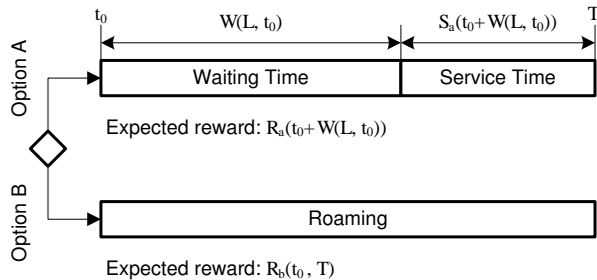 t₀ W(L, t₀) Sₐ(t₀+W(L, t₀)) T
Option A
Waiting Time Service Time
Expected reward: Rₐ(t₀+W(L, t₀))
Option B
Roaming
Expected reward: R_b(t₀, T)